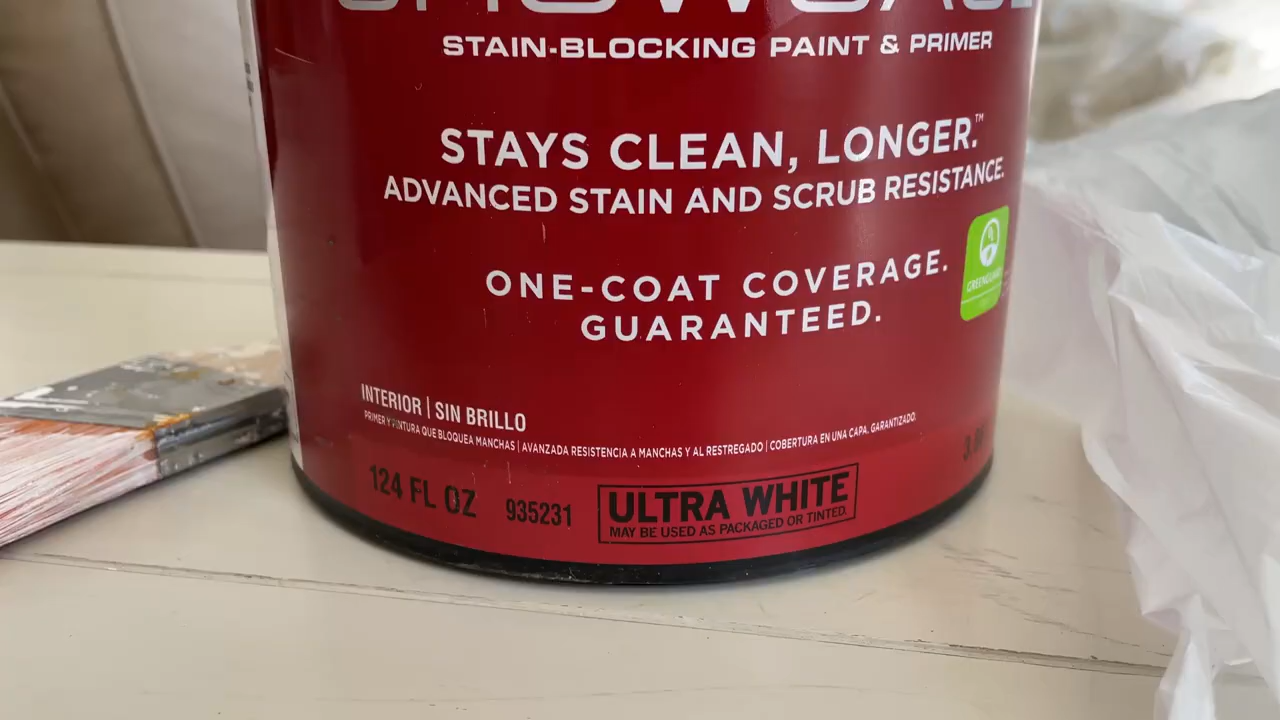 STAIN-BLOCKING PAINT & PRIMER
STAYS CLEAN, LONGER.™
ADVANCED STAIN AND SCRUB RESISTANCE.
ONE-COAT COVERAGE.
GUARANTEED.
GREENGUARD
INTERIOR | SIN BRILLO
PRIMER Y PINTURA QUE BLOQUEA MANCHAS | AVANZADA RESISTENCIA A MANCHAS Y AL RESTREGADO | COBERTURA EN UNA CAPA. GARANTIZADO.
124 FL OZ 935231 ULTRA WHITE
MAY BE USED AS PACKAGED OR TINTED.